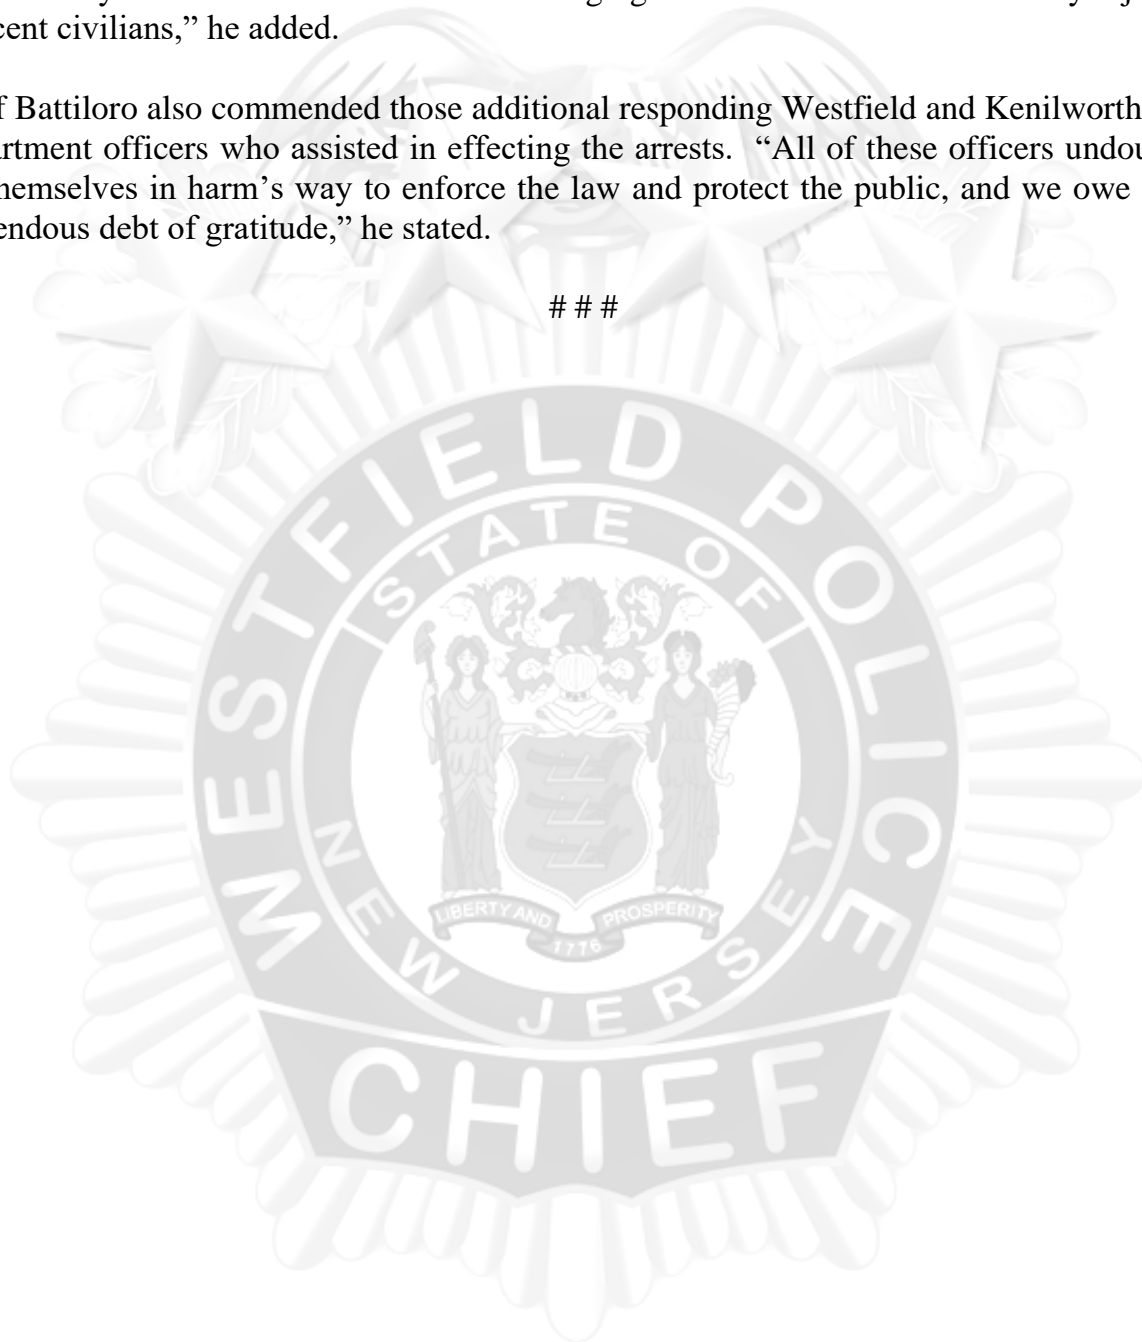 cent civilians,” he added.
f Battiloro also commended those additional responding Westfield and Kenilworth
artment officers who assisted in effecting the arrests. “All of these officers undou
hemselves in harm’s way to enforce the law and protect the public, and we owe
endous debt of gratitude,” he stated.
# # #
WESTFIELD POLICE
STATE OF
NEW JERSEY
LIBERTY AND PROSPERITY
1776
CHIEF